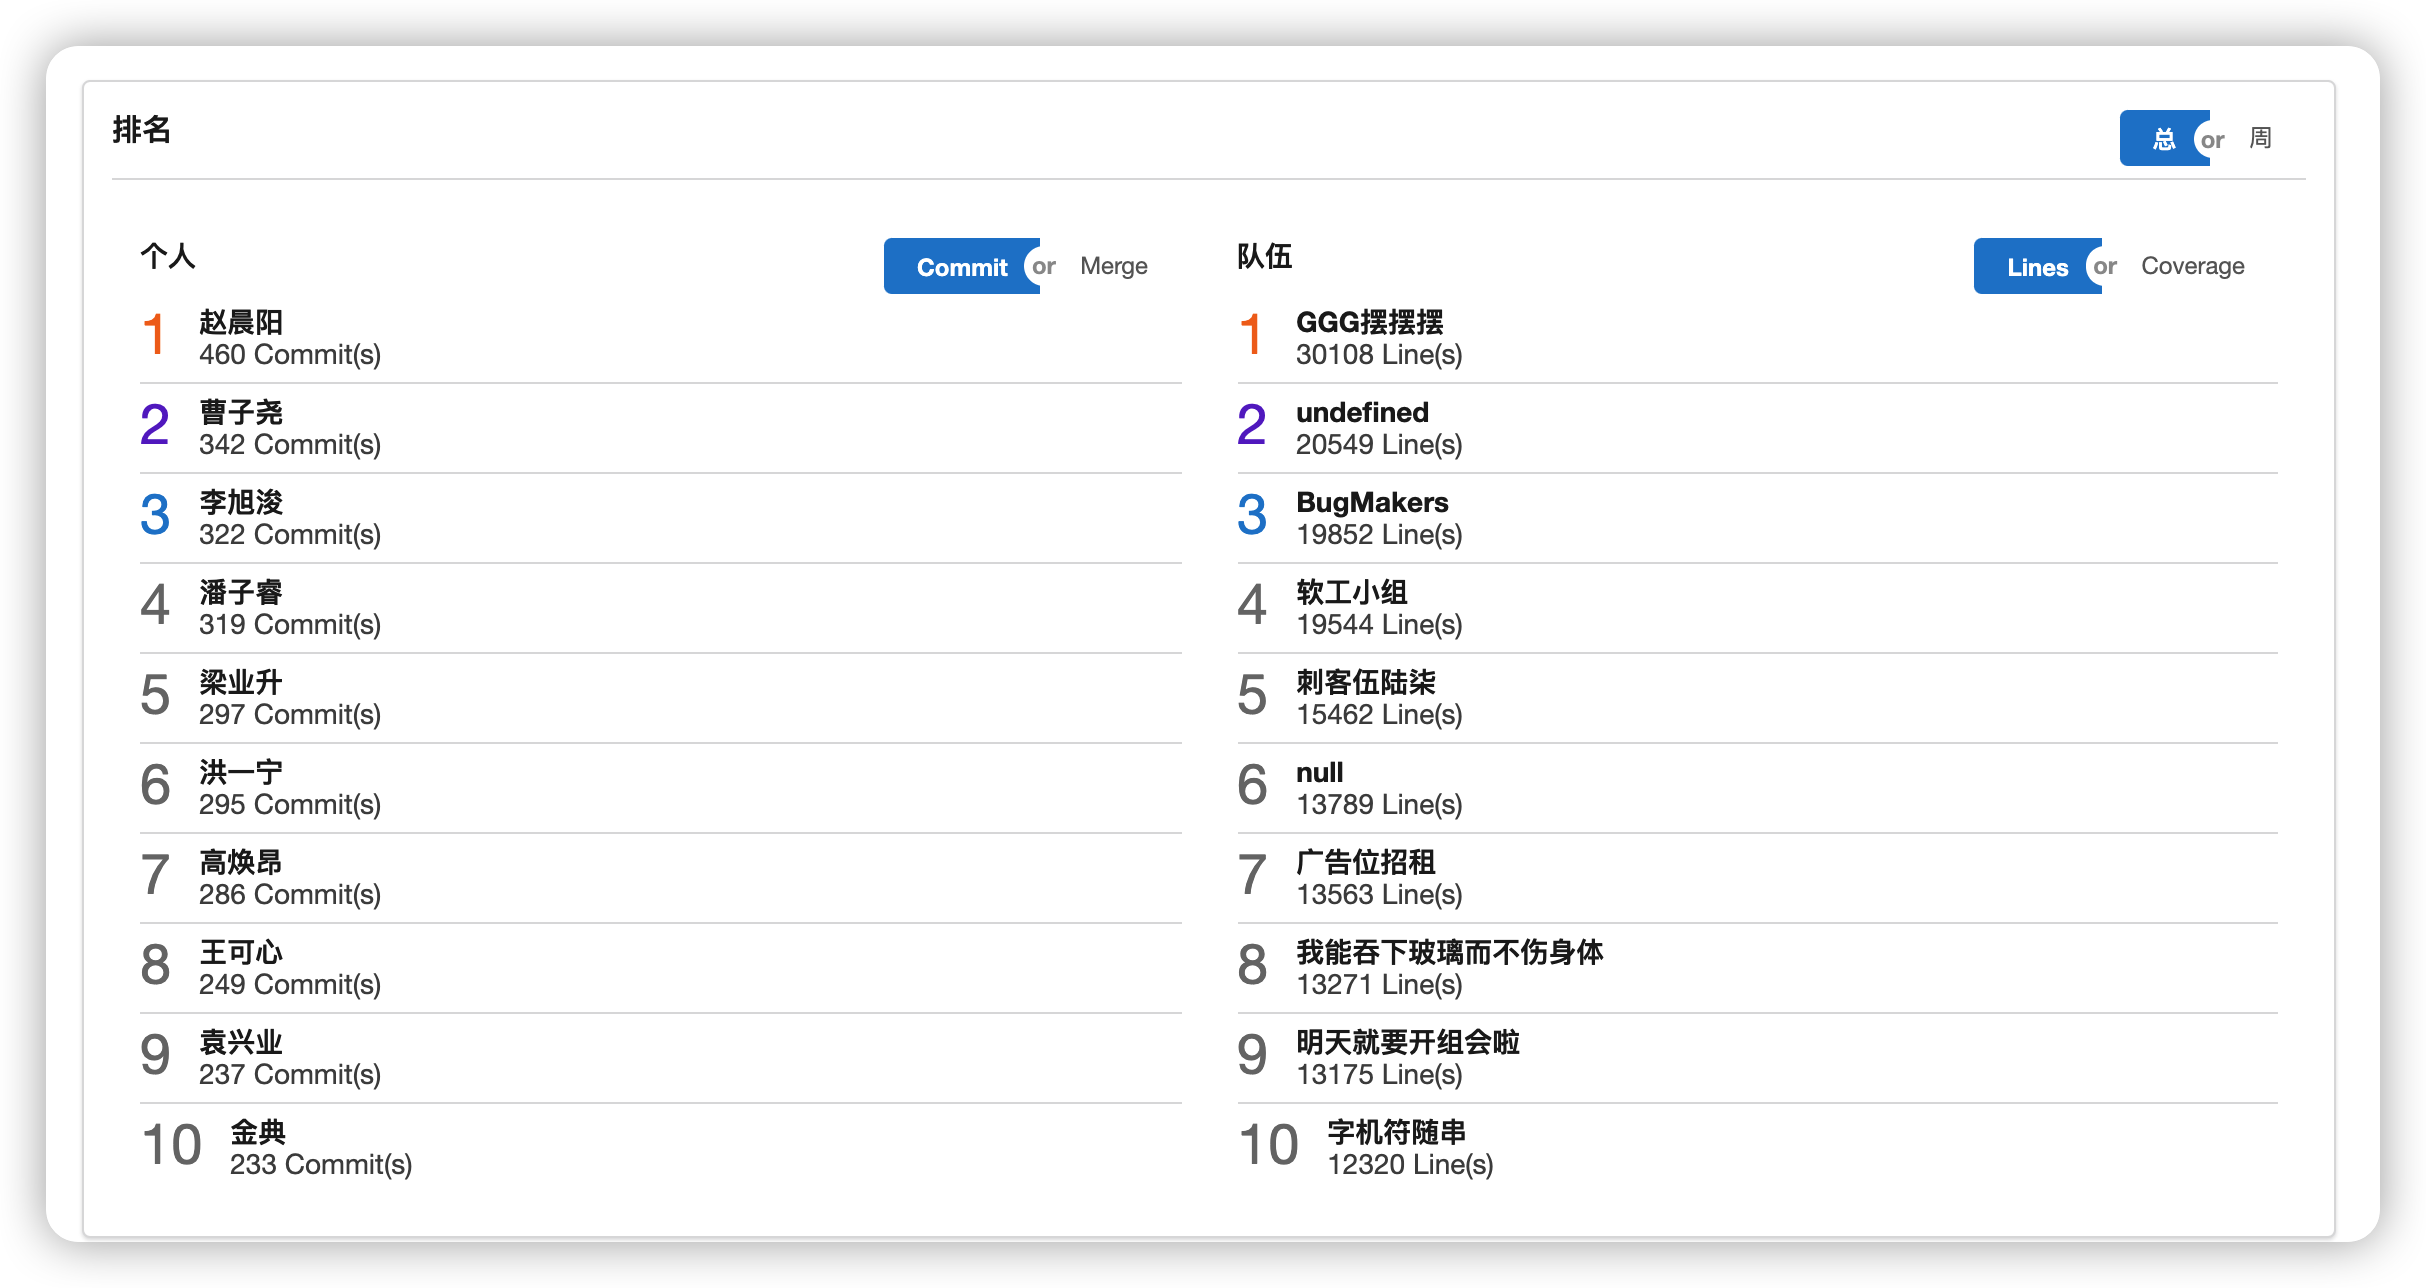 排名
总 or 周
个人
Commit or Merge
1 赵晨阳
460 Commit(s)
2 曹子尧
342 Commit(s)
3 李旭浚
322 Commit(s)
4 潘子睿
319 Commit(s)
5 梁业升
297 Commit(s)
6 洪一宁
295 Commit(s)
7 高焕昂
286 Commit(s)
8 王可心
249 Commit(s)
9 袁兴业
237 Commit(s)
10 金典
233 Commit(s)
队伍
Lines or Coverage
1 GGG摆摆摆
30108 Line(s)
2 undefined
20549 Line(s)
3 BugMakers
19852 Line(s)
4 软工小组
19544 Line(s)
5 刺客伍陆柒
15462 Line(s)
6 null
13789 Line(s)
7 广告位招租
13563 Line(s)
8 我能吞下玻璃而不伤身体
13271 Line(s)
9 明天就要开组会啦
13175 Line(s)
10 字机符随串
12320 Line(s)